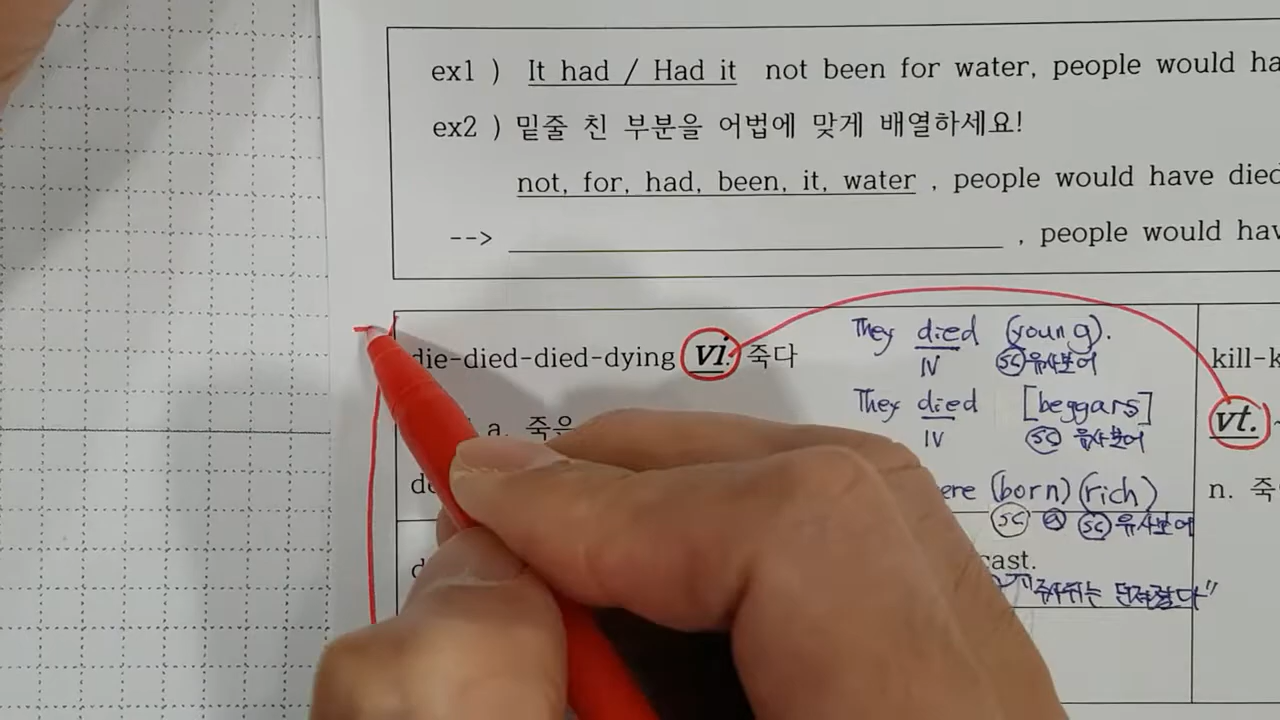 ex1 ) It had / Had it not been for water, people would ha
ex2 ) 밑줄 친 부분을 어법에 맞게 배열하세요!
not, for, had, been, it, water , people would have died
--> , people would hav
die-died-died-dying vi. 죽다
They died (young).
IV SC 유사보어
They died [beggars]
IV SC 유사보어
a. 죽은
ere (born) (rich)
SC SC 유사보어
cast.
kill-k
vt. ~
n. 죽